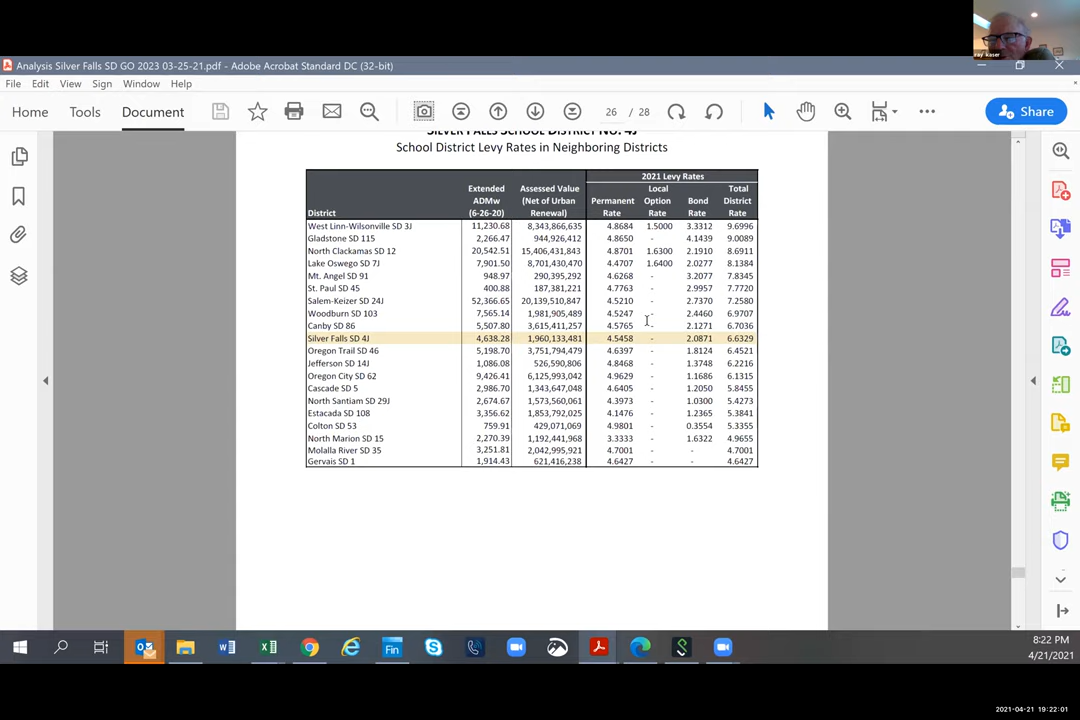 ray kaser
Analysis Silver Falls SD GO 2023 03-25-21.pdf - Adobe Acrobat Standard DC (32-bit)
File Edit View Sign Window Help
Home Tools Document 26 / 28 Share
SILVER FALLS SCHOOL DISTRICT NO. 4J
School District Levy Rates in Neighboring Districts
2021 Levy Rates
Extended Assessed Value Local Total
ADMw (Net of Urban Permanent Option Bond District
District (6-26-20) Renewal) Rate Rate Rate Rate
West Linn-Wilsonville SD 3J 11,230.68 8,343,866,635 4.8684 1.5000 3.3312 9.6996
Gladstone SD 115 2,266.47 944,926,412 4.8650 - 4.1439 9.0089
North Clackamas SD 12 20,542.51 15,406,431,843 4.8701 1.6300 2.1910 8.6911
Lake Oswego SD 7J 7,901.50 8,701,430,470 4.4707 1.6400 2.0277 8.1384
Mt. Angel SD 91 948.97 290,395,292 4.6268 - 3.2077 7.8345
St. Paul SD 45 400.88 187,381,221 4.7763 - 2.9957 7.7720
Salem-Keizer SD 24J 52,366.65 20,139,510,847 4.5210 - 2.7370 7.2580
Woodburn SD 103 7,565.14 1,981,905,489 4.5247 - 2.4460 6.9707
Canby SD 86 5,507.80 3,615,411,257 4.5765 - 2.1271 6.7036
Silver Falls SD 4J 4,638.28 1,960,133,481 4.5458 - 2.0871 6.6329
Oregon Trail SD 46 5,198.70 3,751,794,479 4.6397 - 1.8124 6.4521
Jefferson SD 14J 1,086.08 526,590,806 4.8468 - 1.3748 6.2216
Oregon City SD 62 9,426.41 6,125,993,042 4.9629 - 1.1686 6.1315
Cascade SD 5 2,986.70 1,343,647,048 4.6405 - 1.2050 5.8455
North Santiam SD 29J 2,674.67 1,573,560,061 4.3973 - 1.0300 5.4273
Estacada SD 108 3,356.62 1,853,792,025 4.1476 - 1.2365 5.3841
Colton SD 53 759.91 429,071,069 4.9801 - 0.3554 5.3355
North Marion SD 15 2,270.39 1,192,441,968 3.3333 - 1.6322 4.9655
Molalla River SD 35 3,251.81 2,042,995,921 4.7001 - - 4.7001
Gervais SD 1 1,914.43 621,416,238 4.6427 - - 4.6427
Fin
8:22 PM
4/21/2021
2021-04-21 19:22:01